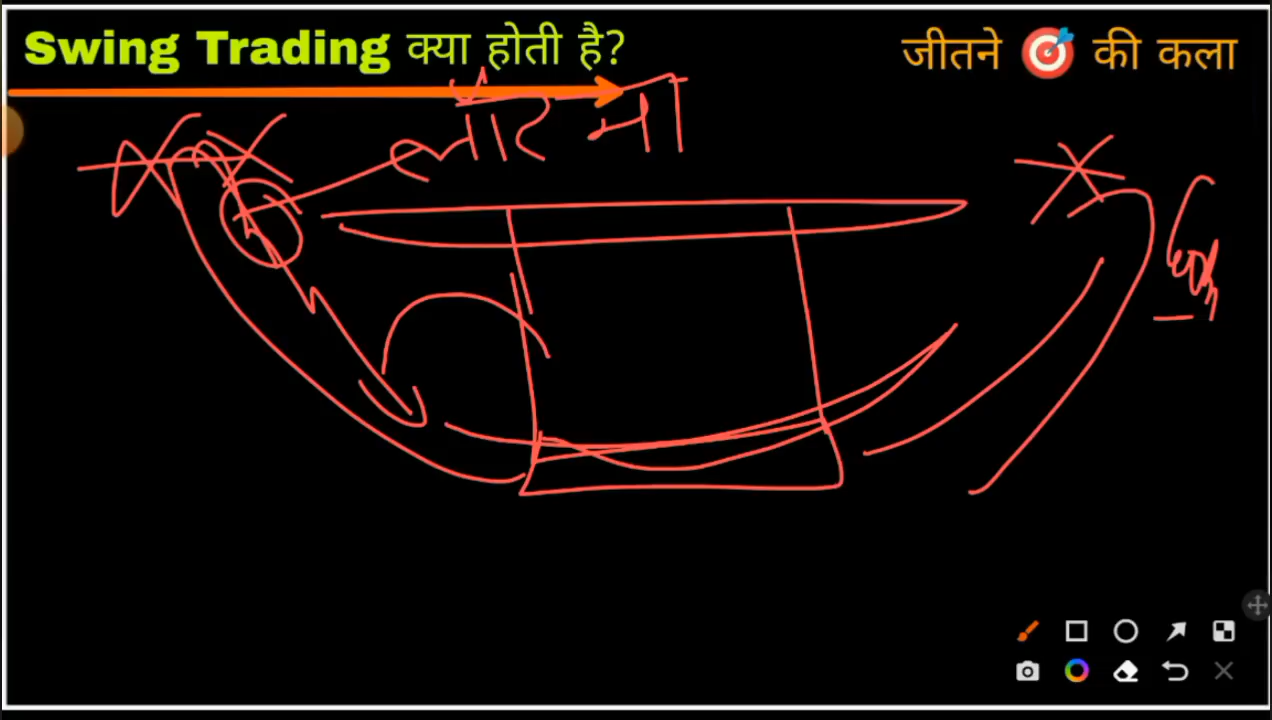 Swing Trading क्या होती है?
जीतने 🎯 की कला